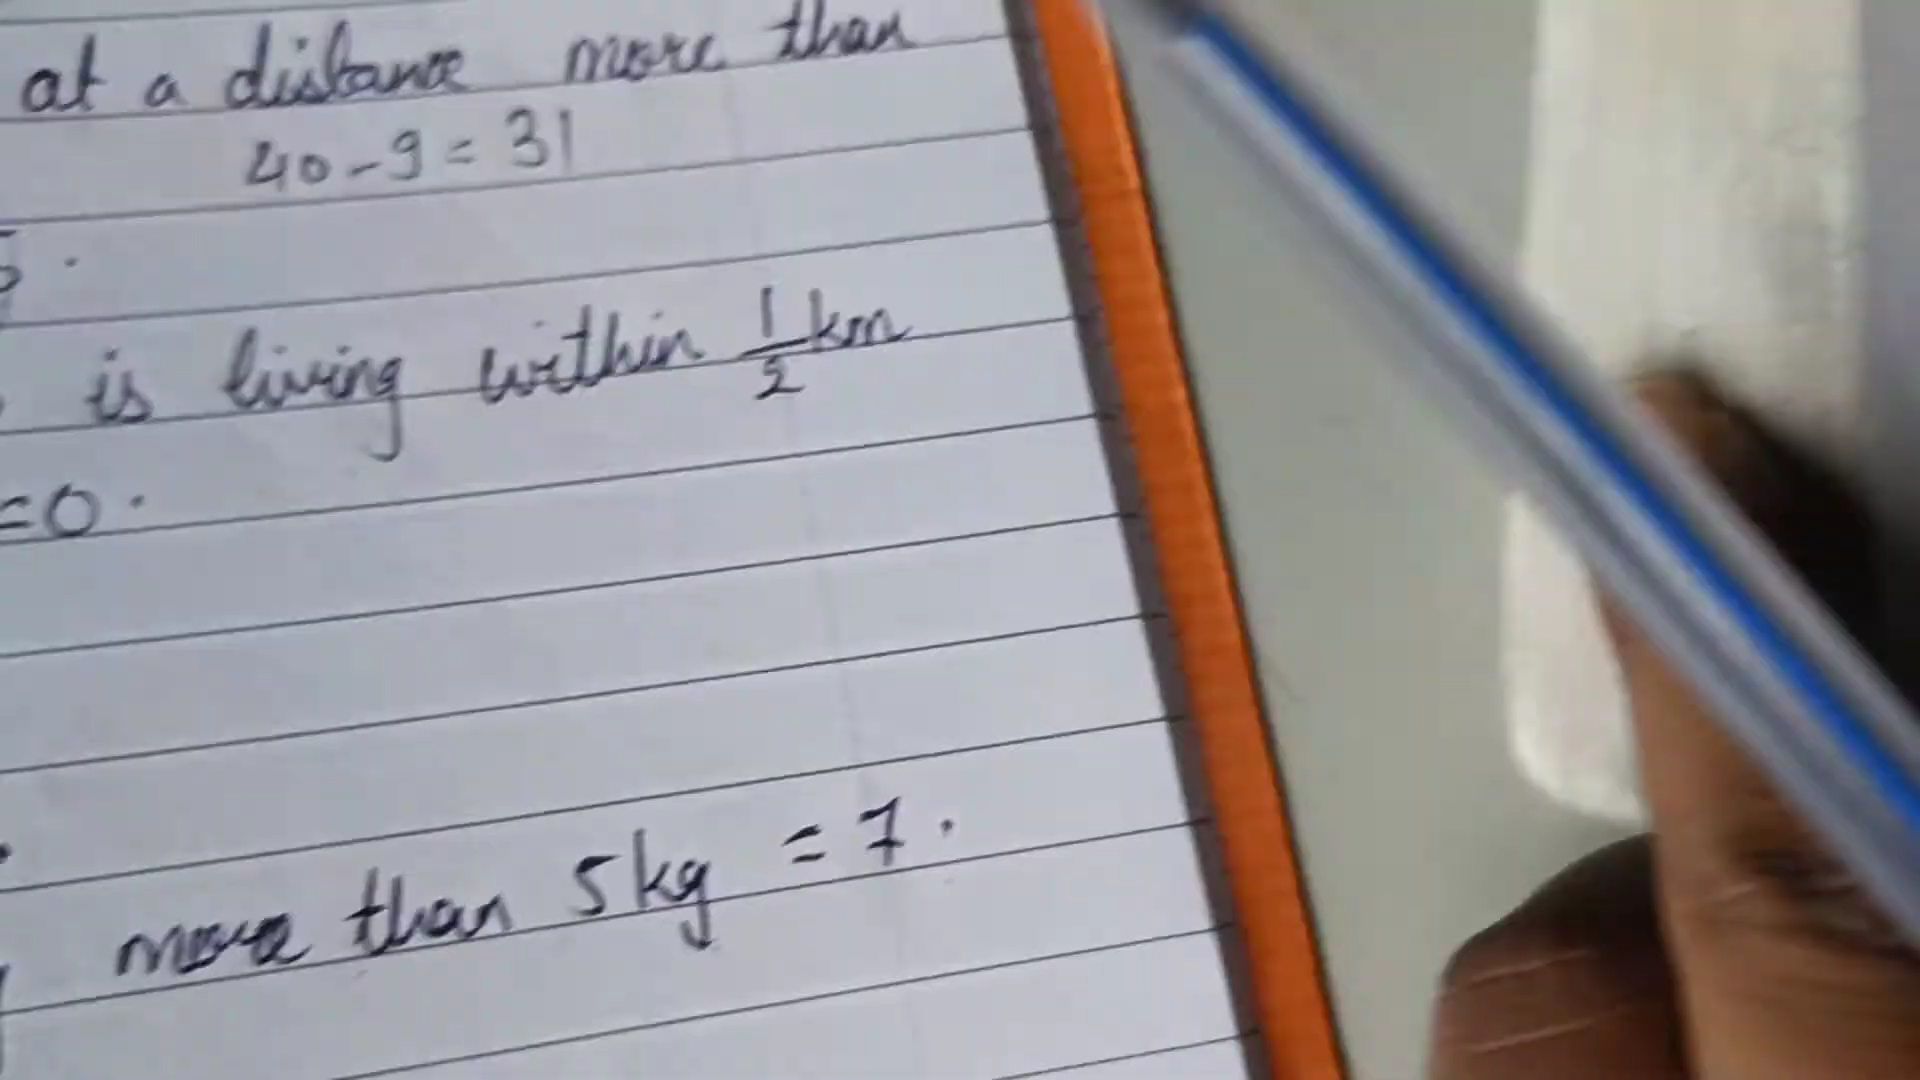 at a distance more than
40 - 9 = 31
is living within 1/2 km
=0.
more than 5kg = 7.